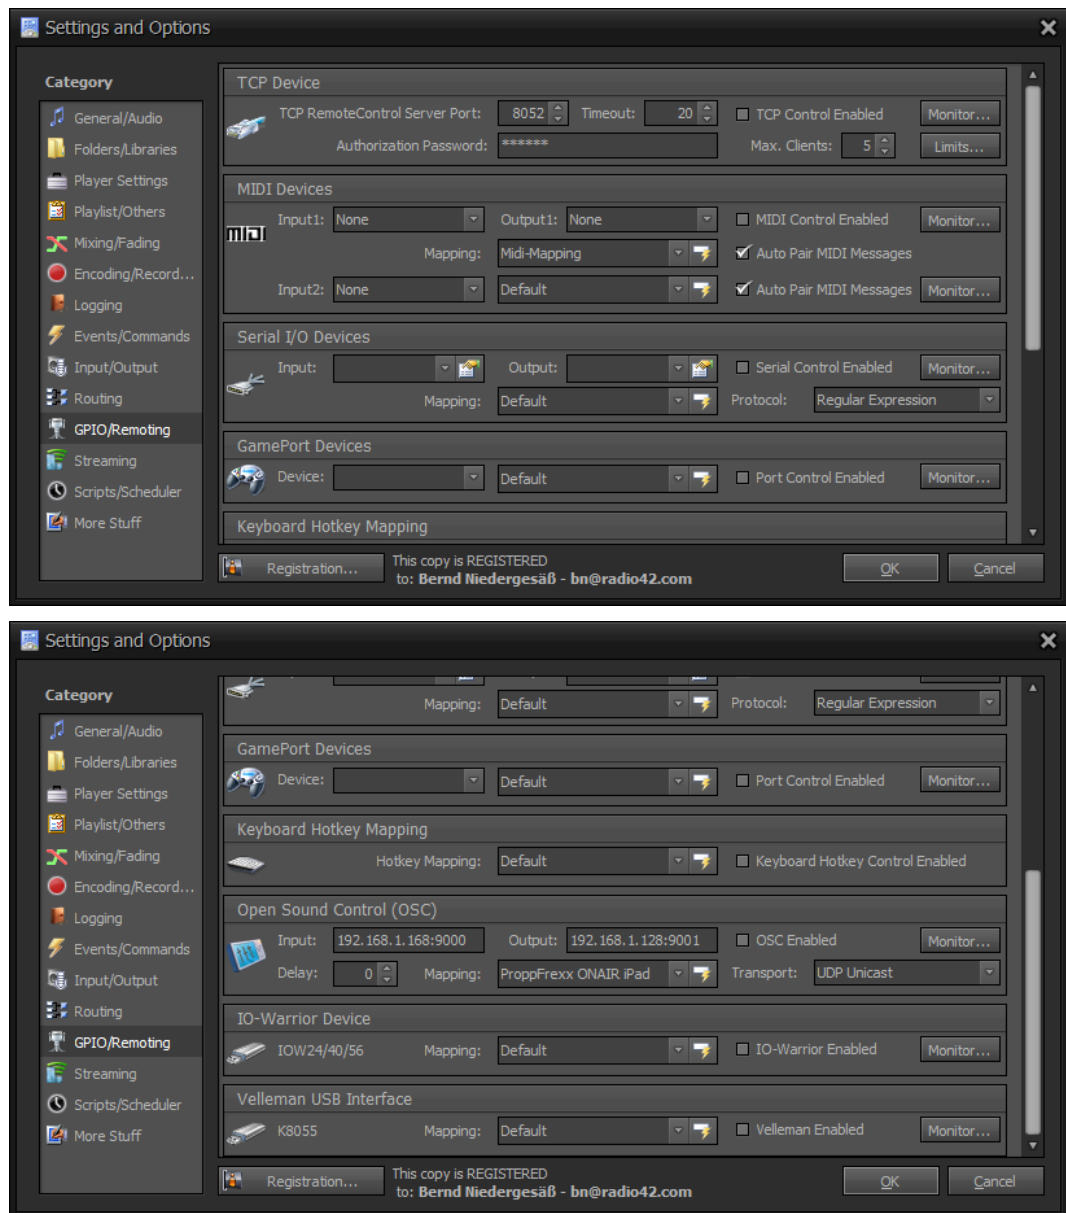 Settings and Options
Category
General/Audio
Folders/Libraries
Player Settings
Playlist/Others
Mixing/Fading
Encoding/Record...
Logging
Events/Commands
Input/Output
Routing
GPIO/Remoting
Streaming
Scripts/Scheduler
More Stuff
TCP Device
TCP RemoteControl Server Port: 8052 Timeout: 20 TCP Control Enabled Monitor...
Authorization Password: ****** Max. Clients: 5 Limits...
MIDI Devices
MIDI Input1: None Output1: None MIDI Control Enabled Monitor...
Mapping: Midi-Mapping Auto Pair MIDI Messages
Input2: None Default Auto Pair MIDI Messages Monitor...
Serial I/O Devices
Input: Output: Serial Control Enabled Monitor...
Mapping: Default Protocol: Regular Expression
GamePort Devices
Device: Default Port Control Enabled Monitor...
Keyboard Hotkey Mapping
Registration... This copy is REGISTERED
to: Bernd Niedergesäß - bn@radio42.com
OK Cancel
Settings and Options
Category
General/Audio
Folders/Libraries
Player Settings
Playlist/Others
Mixing/Fading
Encoding/Record...
Logging
Events/Commands
Input/Output
Routing
GPIO/Remoting
Streaming
Scripts/Scheduler
More Stuff
Mapping: Default Protocol: Regular Expression
GamePort Devices
Device: Default Port Control Enabled Monitor...
Keyboard Hotkey Mapping
Hotkey Mapping: Default Keyboard Hotkey Control Enabled
Open Sound Control (OSC)
Input: 192.168.1.168:9000 Output: 192.168.1.128:9001 OSC Enabled Monitor...
Delay: 0 Mapping: ProppFrexx ONAIR iPad Transport: UDP Unicast
IO-Warrior Device
IOW24/40/56 Mapping: Default IO-Warrior Enabled Monitor...
Velleman USB Interface
K8055 Mapping: Default Velleman Enabled Monitor...
Registration... This copy is REGISTERED
to: Bernd Niedergesäß - bn@radio42.com
OK Cancel